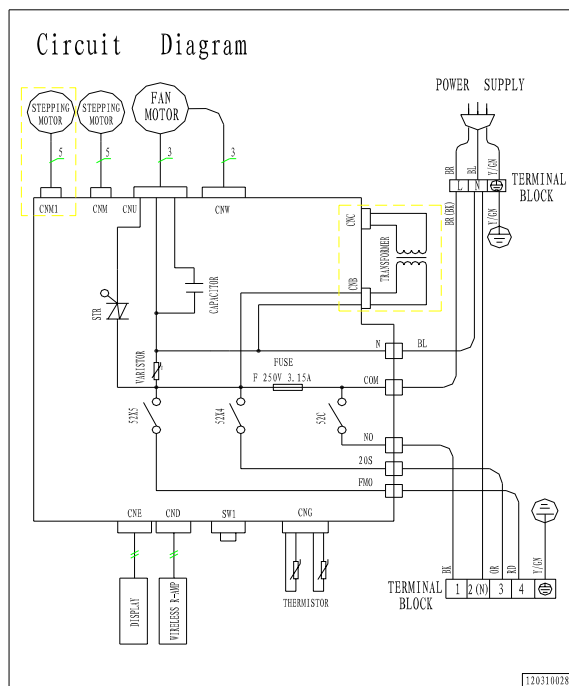 Circuit Diagram
STEPPING MOTOR
STEPPING MOTOR
FAN MOTOR
5
5
3
3
CNM1
CNM
CNU
CNW
POWER SUPPLY
BR
BL
Y/GN
L
N
TERMINAL BLOCK
BR(BK)
Y/GN
CNC
TRANSFORMER
CNB
STR
CAPACITOR
VARISTOR
FUSE
F 250V 3.15A
N
BL
COM
52X5
52X4
52C
NO
20S
FMO
CNE
CND
SW1
CNG
DISPLAY
WIRELESS R-AMP
THERMISTOR
BK
OR
RD
Y/GN
TERMINAL BLOCK
1
2(N)
3
4
120310028